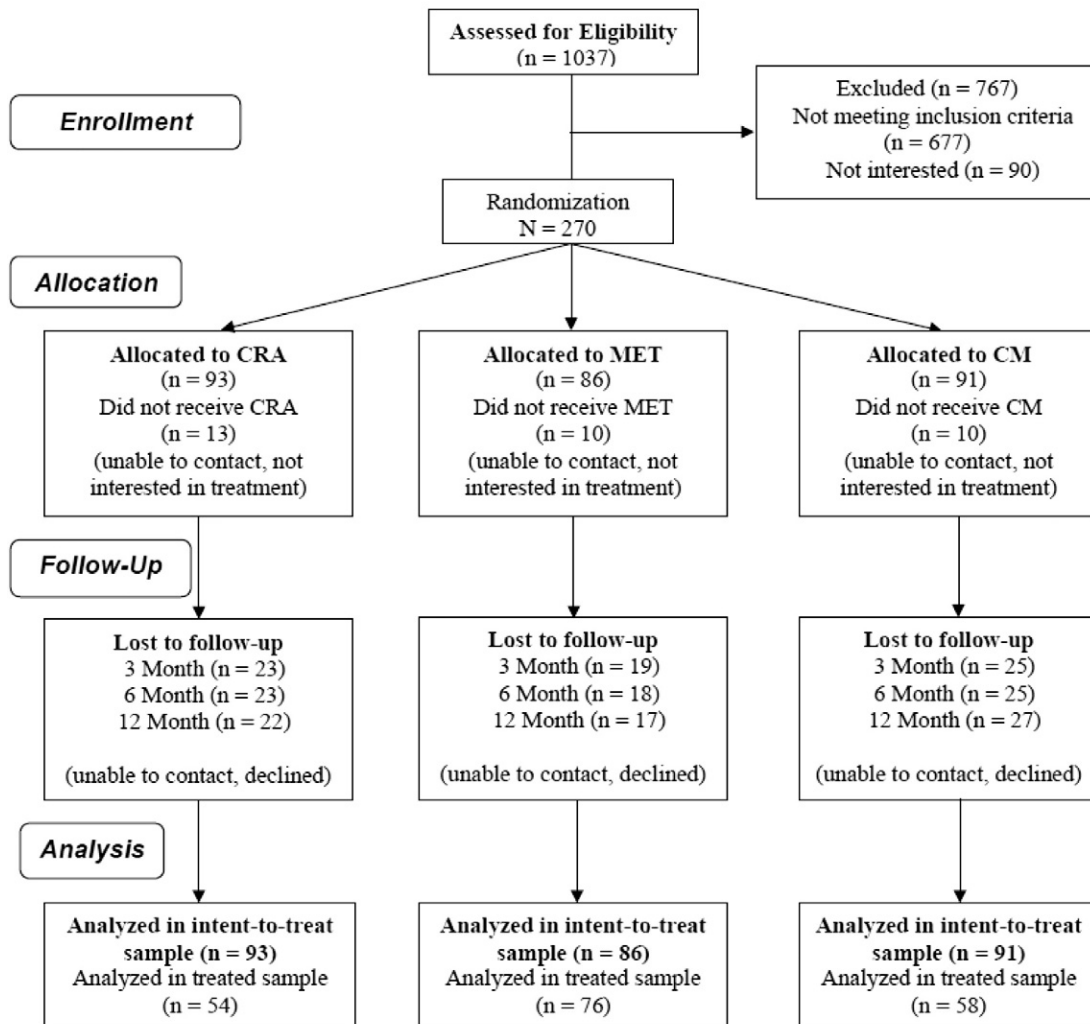 Assessed for Eligibility
(n = 1037)
Enrollment
Excluded (n = 767)
Not meeting inclusion criteria
(n = 677)
Not interested (n = 90)
Randomization
N = 270
Allocation
Allocated to CRA
(n = 93)
Did not receive CRA
(n = 13)
(unable to contact, not
interested in treatment)
Allocated to MET
(n = 86)
Did not receive MET
(n = 10)
(unable to contact, not
interested in treatment)
Allocated to CM
(n = 91)
Did not receive CM
(n = 10)
(unable to contact, not
interested in treatment)
Follow-Up
Lost to follow-up
3 Month (n = 23)
6 Month (n = 23)
12 Month (n = 22)
(unable to contact, declined)
Lost to follow-up
3 Month (n = 19)
6 Month (n = 18)
12 Month (n = 17)
(unable to contact, declined)
Lost to follow-up
3 Month (n = 25)
6 Month (n = 25)
12 Month (n = 27)
(unable to contact, declined)
Analysis
Analyzed in intent-to-treat
sample (n = 93)
Analyzed in treated sample
(n = 54)
Analyzed in intent-to-treat
sample (n = 86)
Analyzed in treated sample
(n = 76)
Analyzed in intent-to-treat
sample (n = 91)
Analyzed in treated sample
(n = 58)